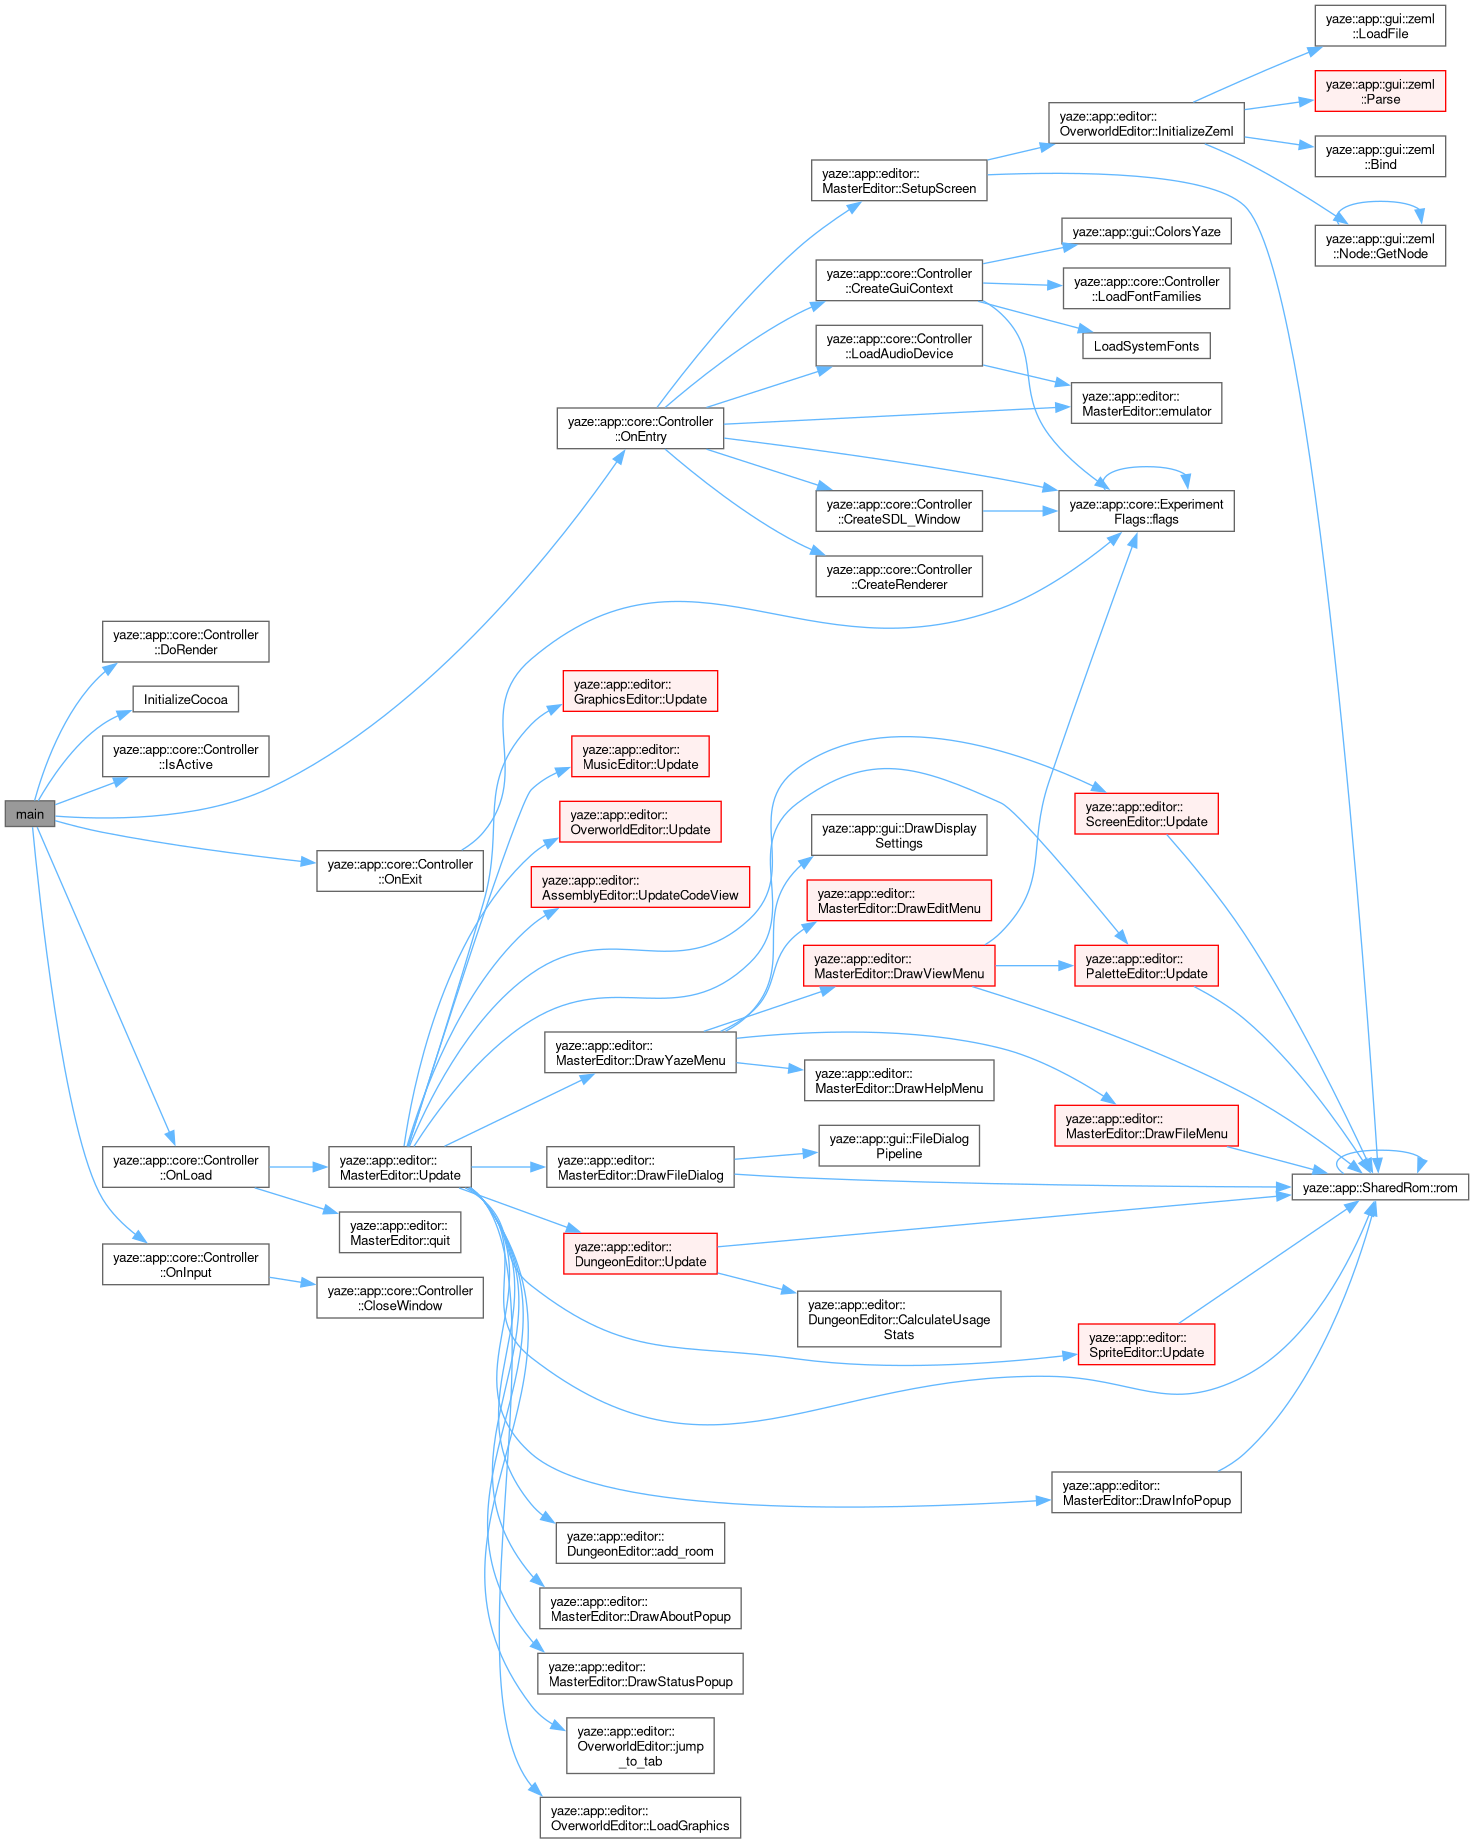 yaze::app::gui::zeml
::LoadFile
yaze::app::gui::zeml
::Parse
yaze::app::editor::
OverworldEditor::InitializeZeml
yaze::app::gui::zeml
::Bind
yaze::app::editor::
MasterEditor::SetupScreen
yaze::app::gui::zeml
::Node::GetNode
yaze::app::gui::ColorsYaze
yaze::app::core::Controller
::CreateGuiContext
yaze::app::core::Controller
::LoadFontFamilies
LoadSystemFonts
yaze::app::core::Controller
::LoadAudioDevice
yaze::app::editor::
MasterEditor::emulator
yaze::app::core::Controller
::OnEntry
yaze::app::core::Controller
::CreateSDL_Window
yaze::app::core::Experiment
Flags::flags
yaze::app::core::Controller
::CreateRenderer
yaze::app::core::Controller
::DoRender
InitializeCocoa
yaze::app::core::Controller
::IsActive
main
yaze::app::core::Controller
::OnExit
yaze::app::editor::
GraphicsEditor::Update
yaze::app::editor::
MusicEditor::Update
yaze::app::editor::
OverworldEditor::Update
yaze::app::editor::
AssemblyEditor::UpdateCodeView
yaze::app::editor::
ScreenEditor::Update
yaze::app::gui::DrawDisplay
Settings
yaze::app::editor::
MasterEditor::DrawEditMenu
yaze::app::editor::
MasterEditor::DrawViewMenu
yaze::app::editor::
PaletteEditor::Update
yaze::app::editor::
MasterEditor::DrawYazeMenu
yaze::app::editor::
MasterEditor::DrawHelpMenu
yaze::app::editor::
MasterEditor::DrawFileMenu
yaze::app::core::Controller
::OnLoad
yaze::app::editor::
MasterEditor::Update
yaze::app::editor::
MasterEditor::DrawFileDialog
yaze::app::gui::FileDialog
Pipeline
yaze::app::SharedRom::rom
yaze::app::editor::
MasterEditor::quit
yaze::app::core::Controller
::OnInput
yaze::app::core::Controller
::CloseWindow
yaze::app::editor::
DungeonEditor::Update
yaze::app::editor::
DungeonEditor::CalculateUsage
Stats
yaze::app::editor::
SpriteEditor::Update
yaze::app::editor::
MasterEditor::DrawInfoPopup
yaze::app::editor::
DungeonEditor::add_room
yaze::app::editor::
MasterEditor::DrawAboutPopup
yaze::app::editor::
MasterEditor::DrawStatusPopup
yaze::app::editor::
OverworldEditor::jump
_to_tab
yaze::app::editor::
OverworldEditor::LoadGraphics